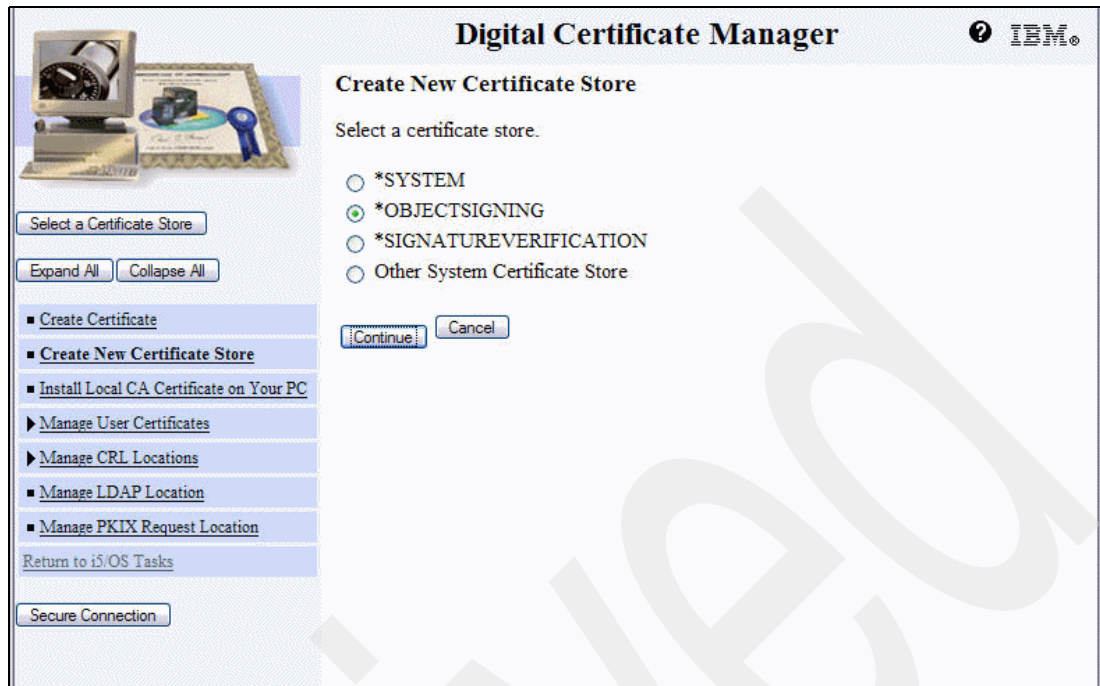 Digital Certificate Manager
? IBM®
Create New Certificate Store
Select a certificate store.
*SYSTEM
*OBJECTSIGNING
*SIGNATUREVERIFICATION
Other System Certificate Store
Continue
Cancel
Select a Certificate Store
Expand All
Collapse All
Create Certificate
Create New Certificate Store
Install Local CA Certificate on Your PC
Manage User Certificates
Manage CRL Locations
Manage LDAP Location
Manage PKIX Request Location
Return to i5/OS Tasks
Secure Connection